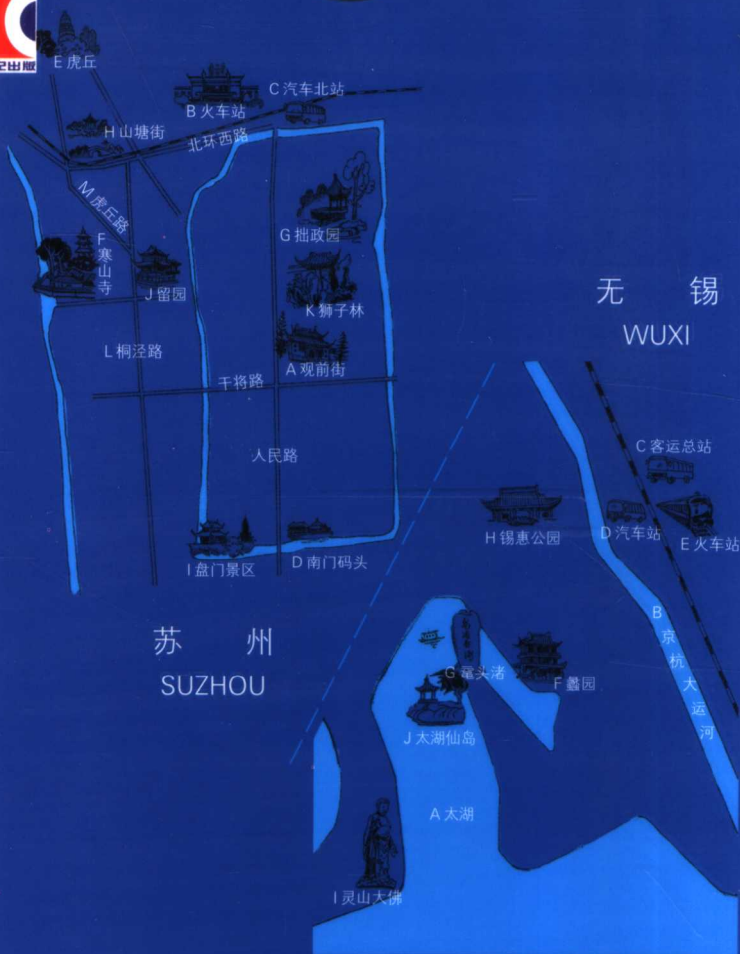 出版
E 虎丘
C 汽车北站
B 火车站
H 山塘街
北环西路
M 虎丘路
G 拙政园
F 寒山寺
J 留园
K 狮子林
L 桐泾路
A 观前街
干将路
人民路
I 盘门景区
D 南门码头
苏州
SUZHOU
无锡
WUXI
C 客运总站
D 汽车站
E 火车站
H 锡惠公园
B 京杭大运河
G 鼋头渚
F 蠡园
J 太湖仙岛
A 太湖
I 灵山大佛